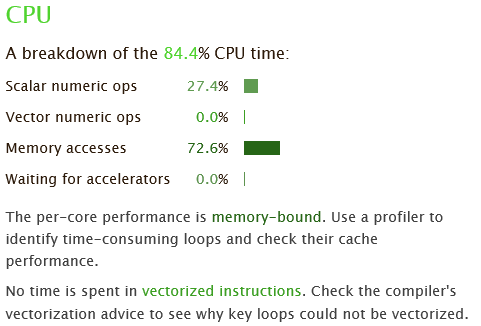 CPU
A breakdown of the 84.4% CPU time:
Scalar numeric ops 27.4%
Vector numeric ops 0.0%
Memory accesses 72.6%
Waiting for accelerators 0.0%
The per-core performance is memory-bound. Use a profiler to
identify time-consuming loops and check their cache
performance.
No time is spent in vectorized instructions. Check the compiler's
vectorization advice to see why key loops could not be vectorized.